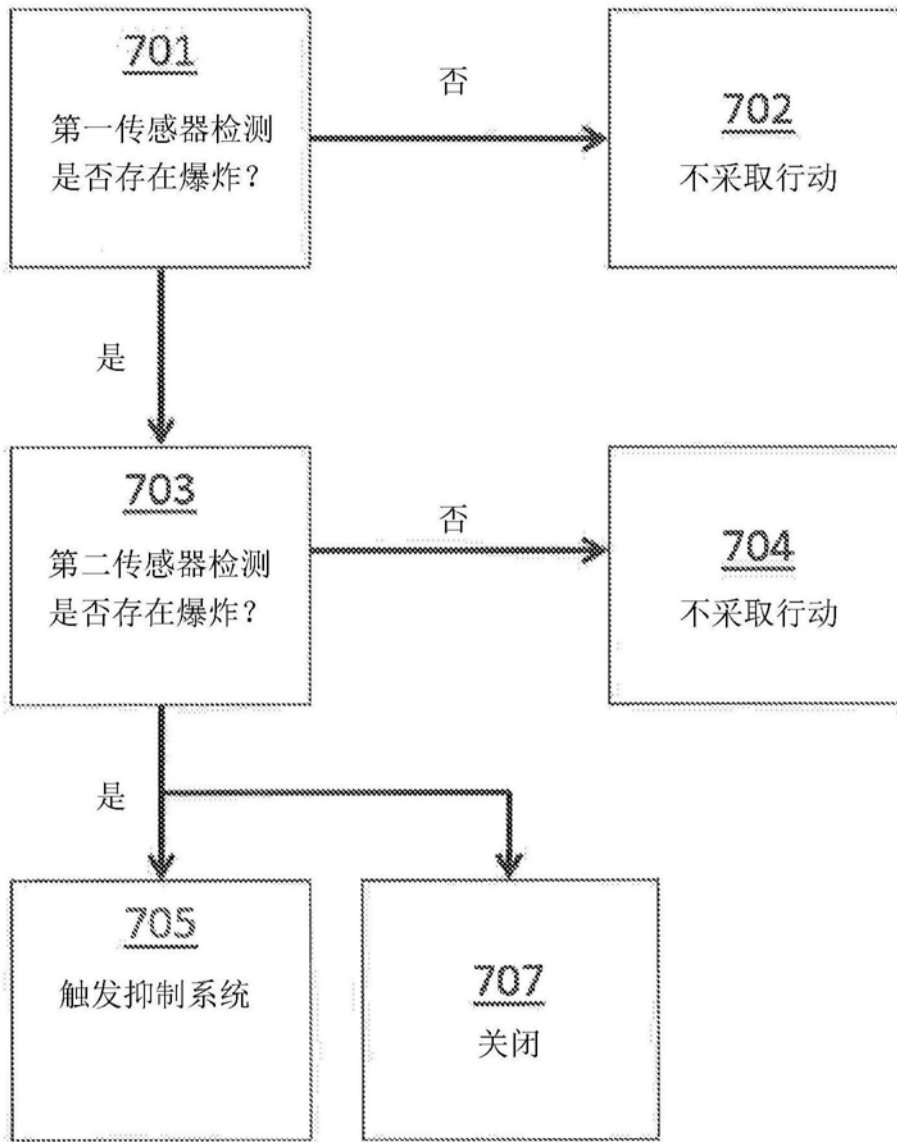 701
第一传感器检测
是否存在爆炸？
否
702
不采取行动
是
703
第二传感器检测
是否存在爆炸？
否
704
不采取行动
是
705
触发抑制系统
707
关闭